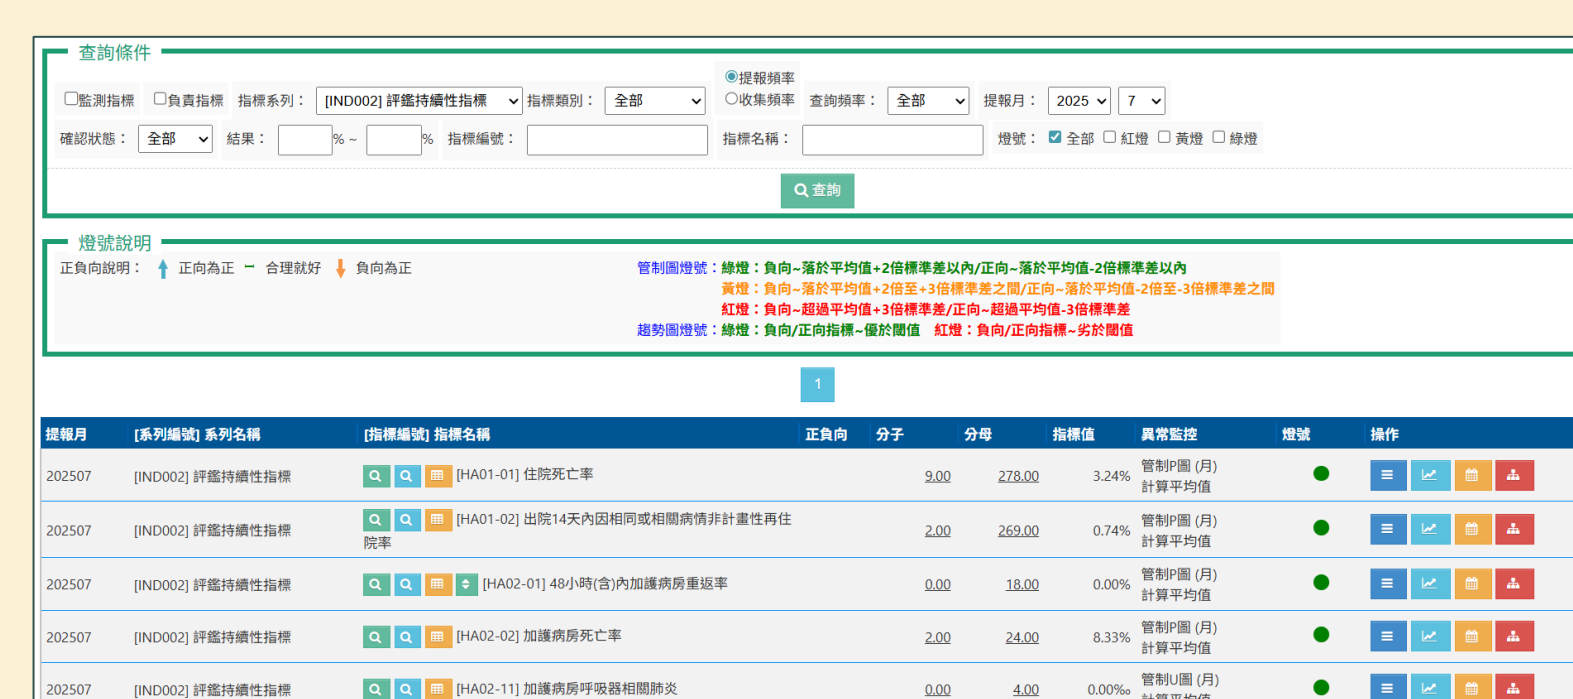 查詢條件
監測指標 負責指標 指標系列： [IND002] 評鑑持續性指標 指標類別： 全部 提報頻率 收集頻率 查詢頻率： 全部 提報月： 2025 7
確認狀態： 全部 結果： % ~ % 指標編號： 指標名稱： 燈號： 全部 紅燈 黃燈 綠燈
查詢
燈號說明
正負向說明： 正向為正 合理就好 負向為正
管制圖燈號：綠燈：負向~落於平均值+2倍標準差以內/正向~落於平均值-2倍標準差以內
黃燈：負向~落於平均值+2倍至+3倍標準差之間/正向~落於平均值-2倍至-3倍標準差之間
紅燈：負向~超過平均值+3倍標準差/正向~超過平均值-3倍標準差
趨勢圖燈號：綠燈：負向/正向指標~優於閾值 紅燈：負向/正向指標~劣於閾值
1
提報月 [系列編號] 系列名稱 [指標編號] 指標名稱 正負向 分子 分母 指標值 異常監控 燈號 操作
202507 [IND002] 評鑑持續性指標 [HA01-01] 住院死亡率 9.00 278.00 3.24% 管制P圖 (月)
計算平均值
202507 [IND002] 評鑑持續性指標 [HA01-02] 出院14天內因相同或相關病情非計畫性再住
院率 2.00 269.00 0.74% 管制P圖 (月)
計算平均值
202507 [IND002] 評鑑持續性指標 [HA02-01] 48小時(含)內加護病房重返率 0.00 18.00 0.00% 管制P圖 (月)
計算平均值
202507 [IND002] 評鑑持續性指標 [HA02-02] 加護病房死亡率 2.00 24.00 8.33% 管制P圖 (月)
計算平均值
202507 [IND002] 評鑑持續性指標 [HA02-11] 加護病房呼吸器相關肺炎 0.00 4.00 0.00‰ 管制U圖 (月)
計算平均值